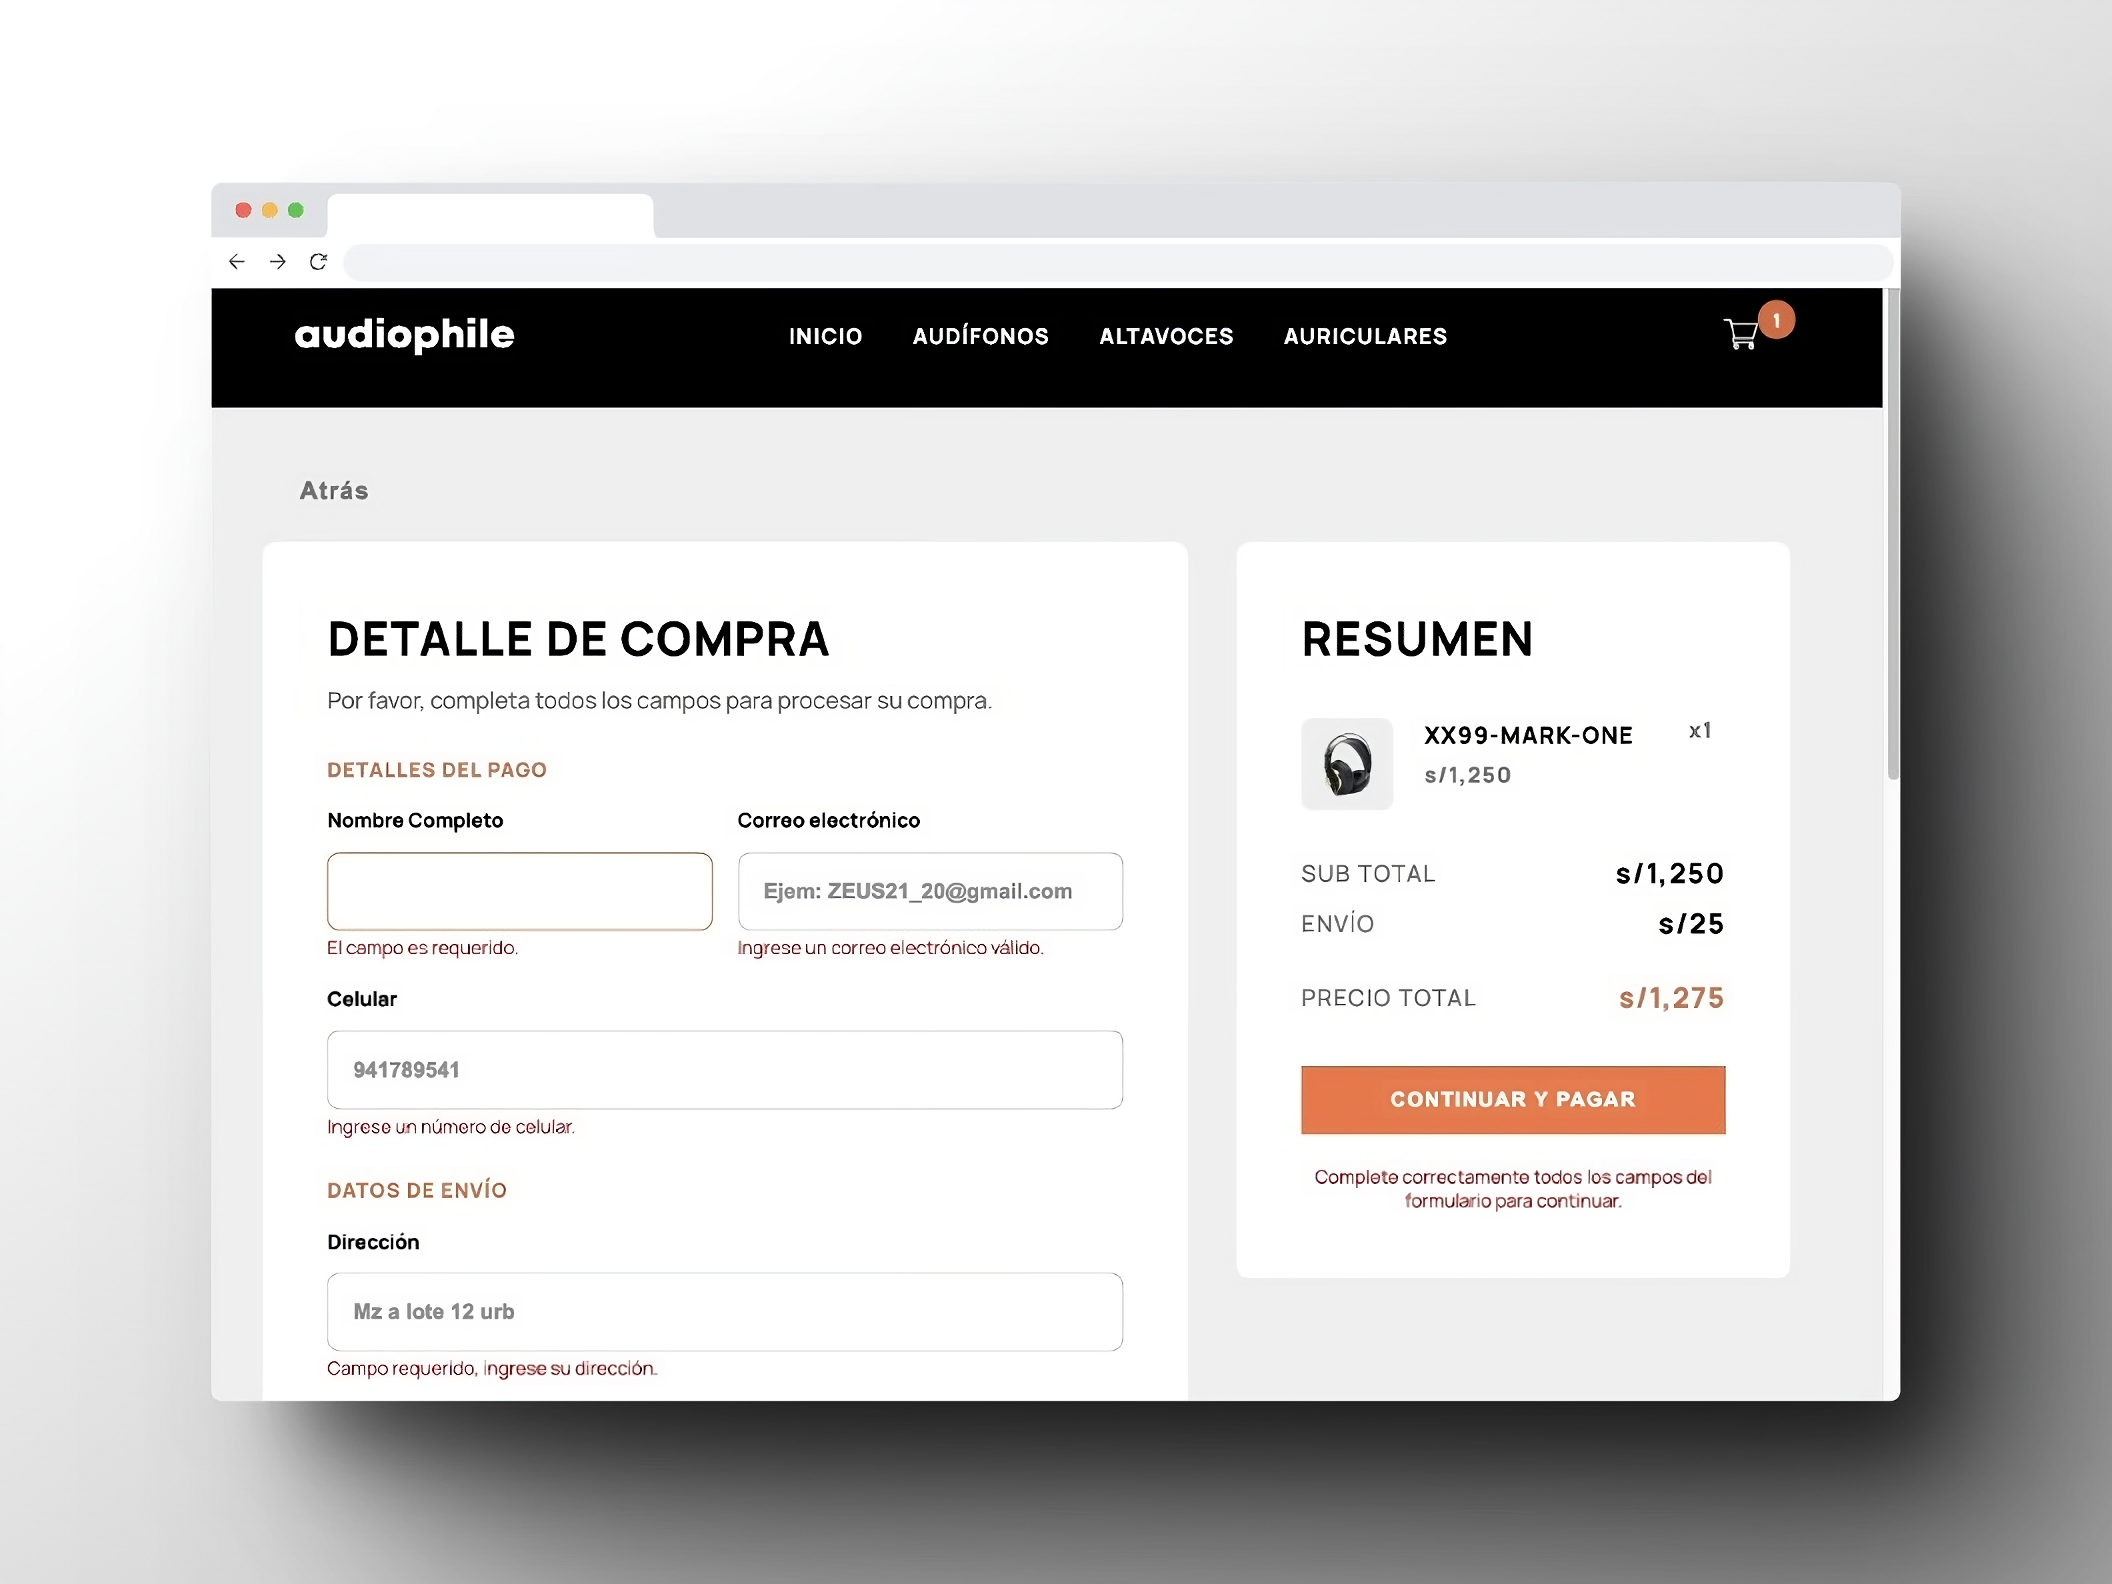 audiophile
INICIO AUDÍFONOS ALTAVOCES AURICULARES
1
Atrás
DETALLE DE COMPRA
Por favor, completa todos los campos para procesar su compra.
DETALLES DEL PAGO
Nombre Completo
El campo es requerido.
Correo electrónico
Ejem: ZEUS21_20@gmail.com
Ingrese un correo electrónico válido.
Celular
941789541
Ingrese un número de celular.
DATOS DE ENVÍO
Dirección
Mz a lote 12 urb
Campo requerido, ingrese su dirección.
RESUMEN
XX99-MARK-ONE x1
s/1,250
SUB TOTAL s/1,250
ENVÍO s/25
PRECIO TOTAL s/1,275
CONTINUAR Y PAGAR
Complete correctamente todos los campos del
formulario para continuar.